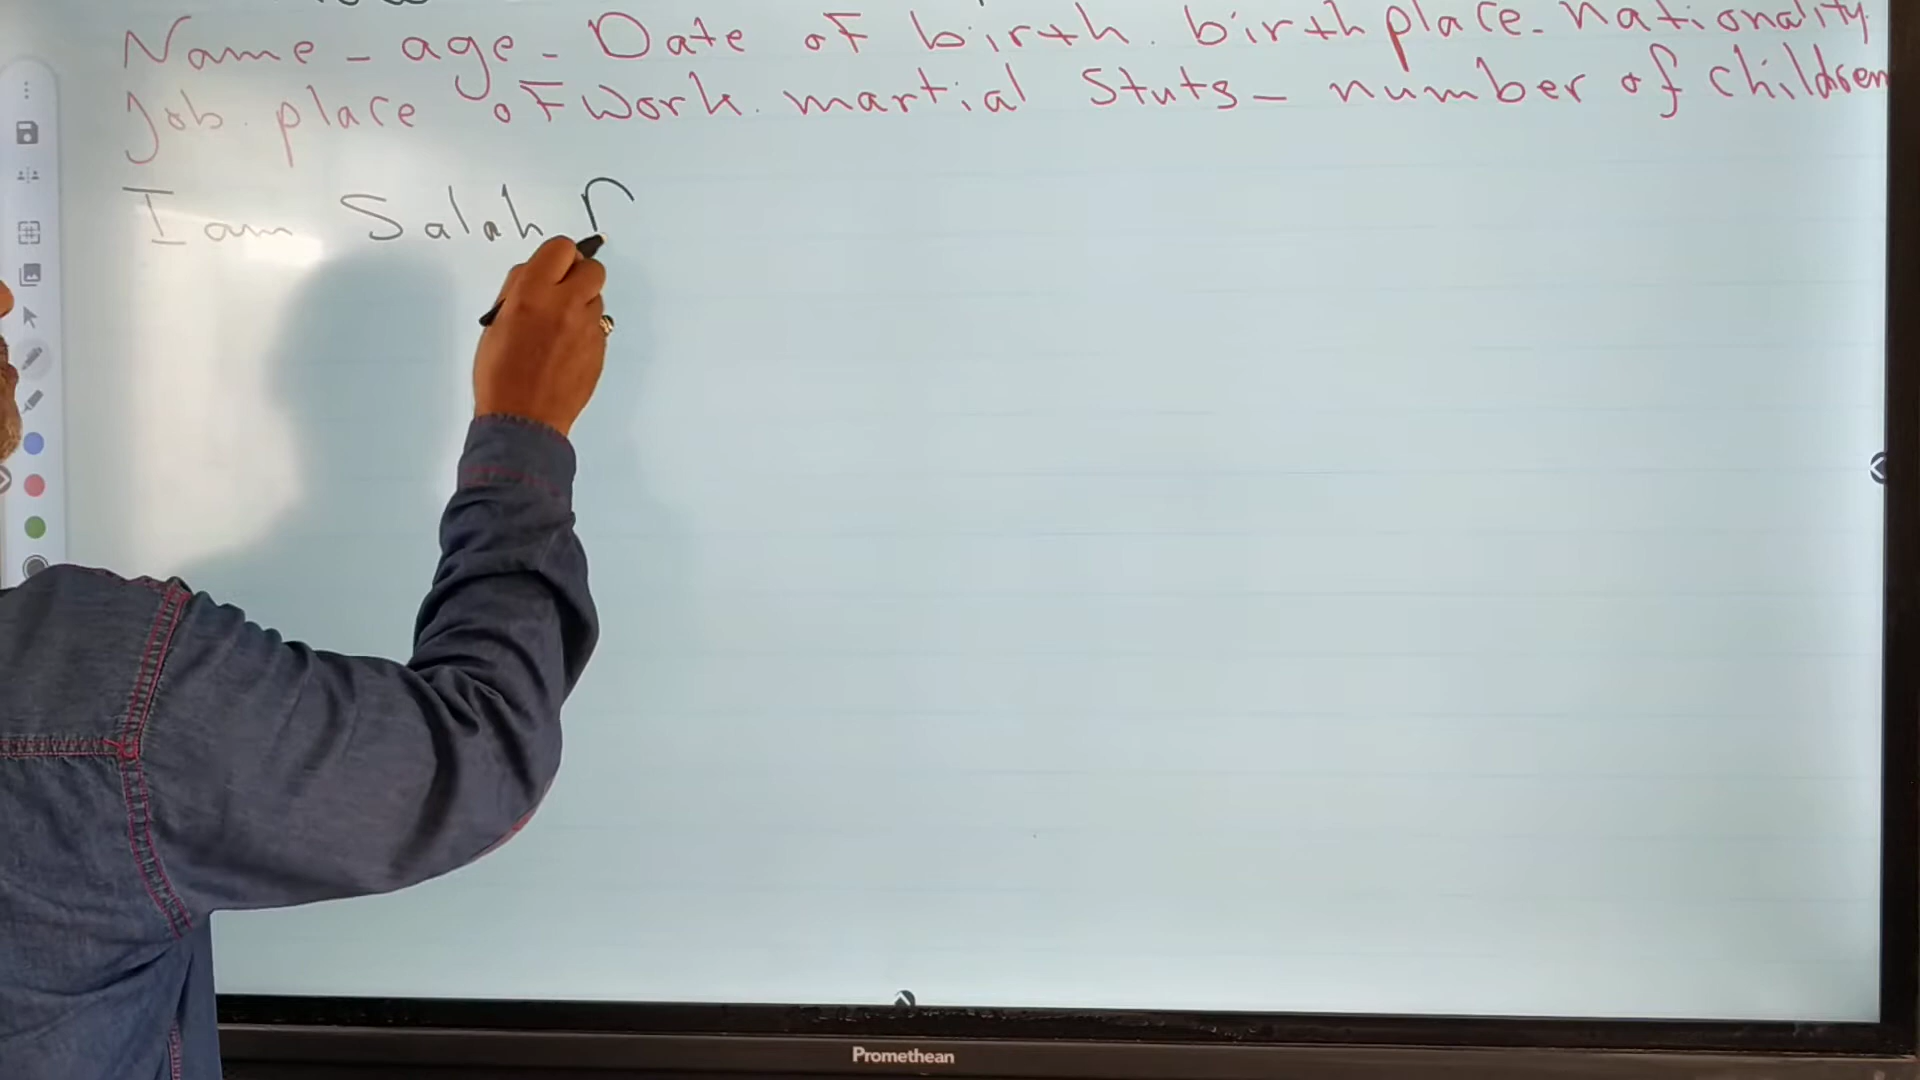 Name - age - Date of birth. birth place - nationality
Job. place of work. martial Stuts - number of children
I am Salah
Promethean